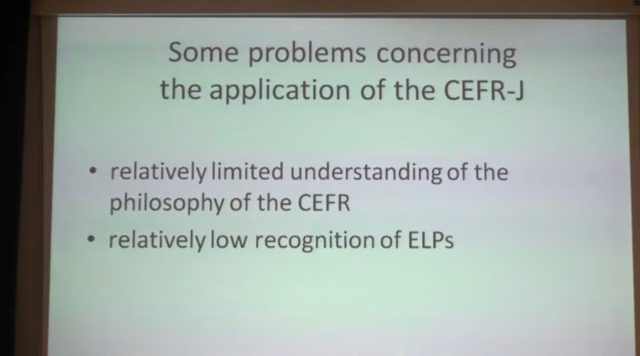 Some problems concerning
the application of the CEFR-J
• relatively limited understanding of the
philosophy of the CEFR
• relatively low recognition of ELPs